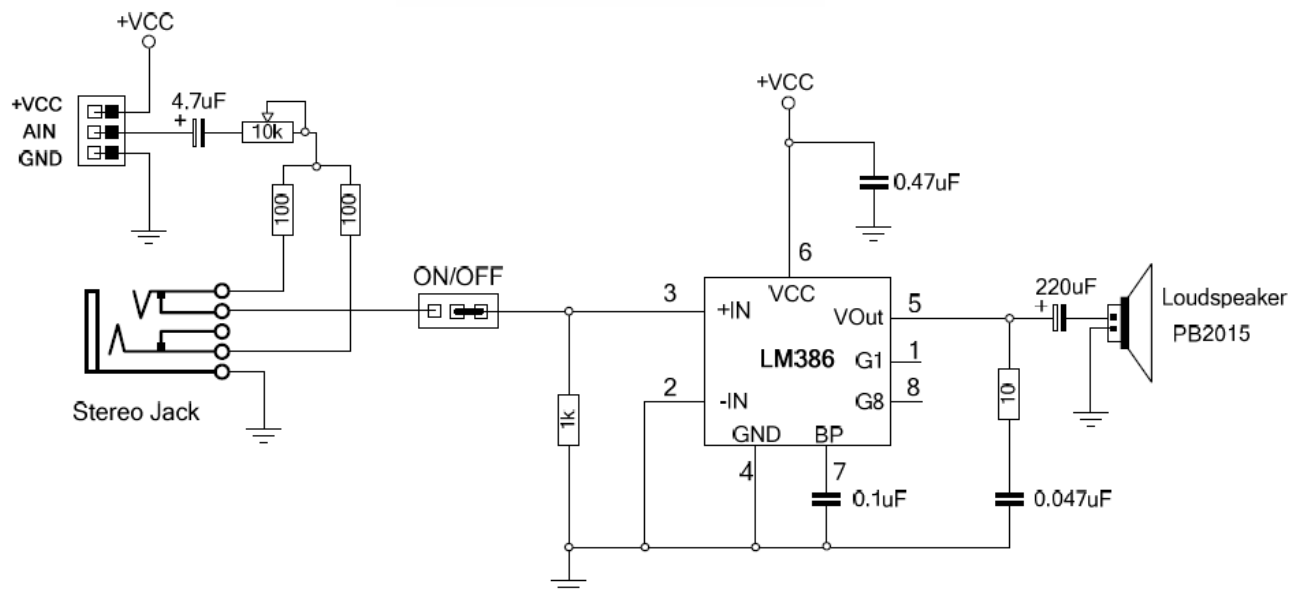 +VCC
+VCC
AIN
GND
4.7uF
+
10k
100
100
Stereo Jack
ON/OFF
1k
+VCC
0.47uF
6
3
+IN
VCC
VOut
5
LM386
G1
1
2
-IN
G8
8
GND
BP
4
7
0.1uF
10
0.047uF
220uF
+
Loudspeaker
PB2015